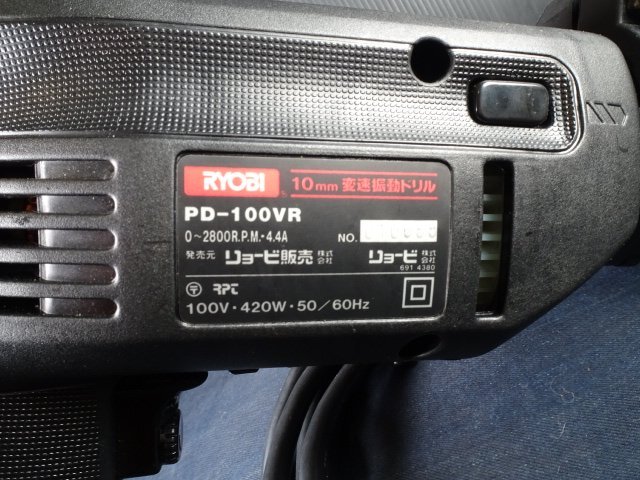 RYOBI 10mm 変速振動ドリル
PD-100VR
0~2800R.P.M.・4.4A NO.
発売元 リョービ販売 株式会社 リョービ 株式会社
691 4380
〒 RPT
100V・420W・50/60Hz